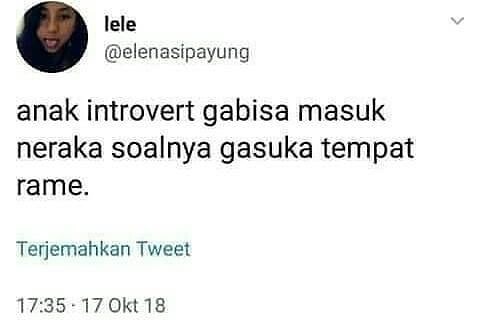 lele
@elenasipayung
anak introvert gabisa masuk
neraka soalnya gasuka tempat
rame.
Terjemahkan Tweet
17:35 · 17 Okt 18